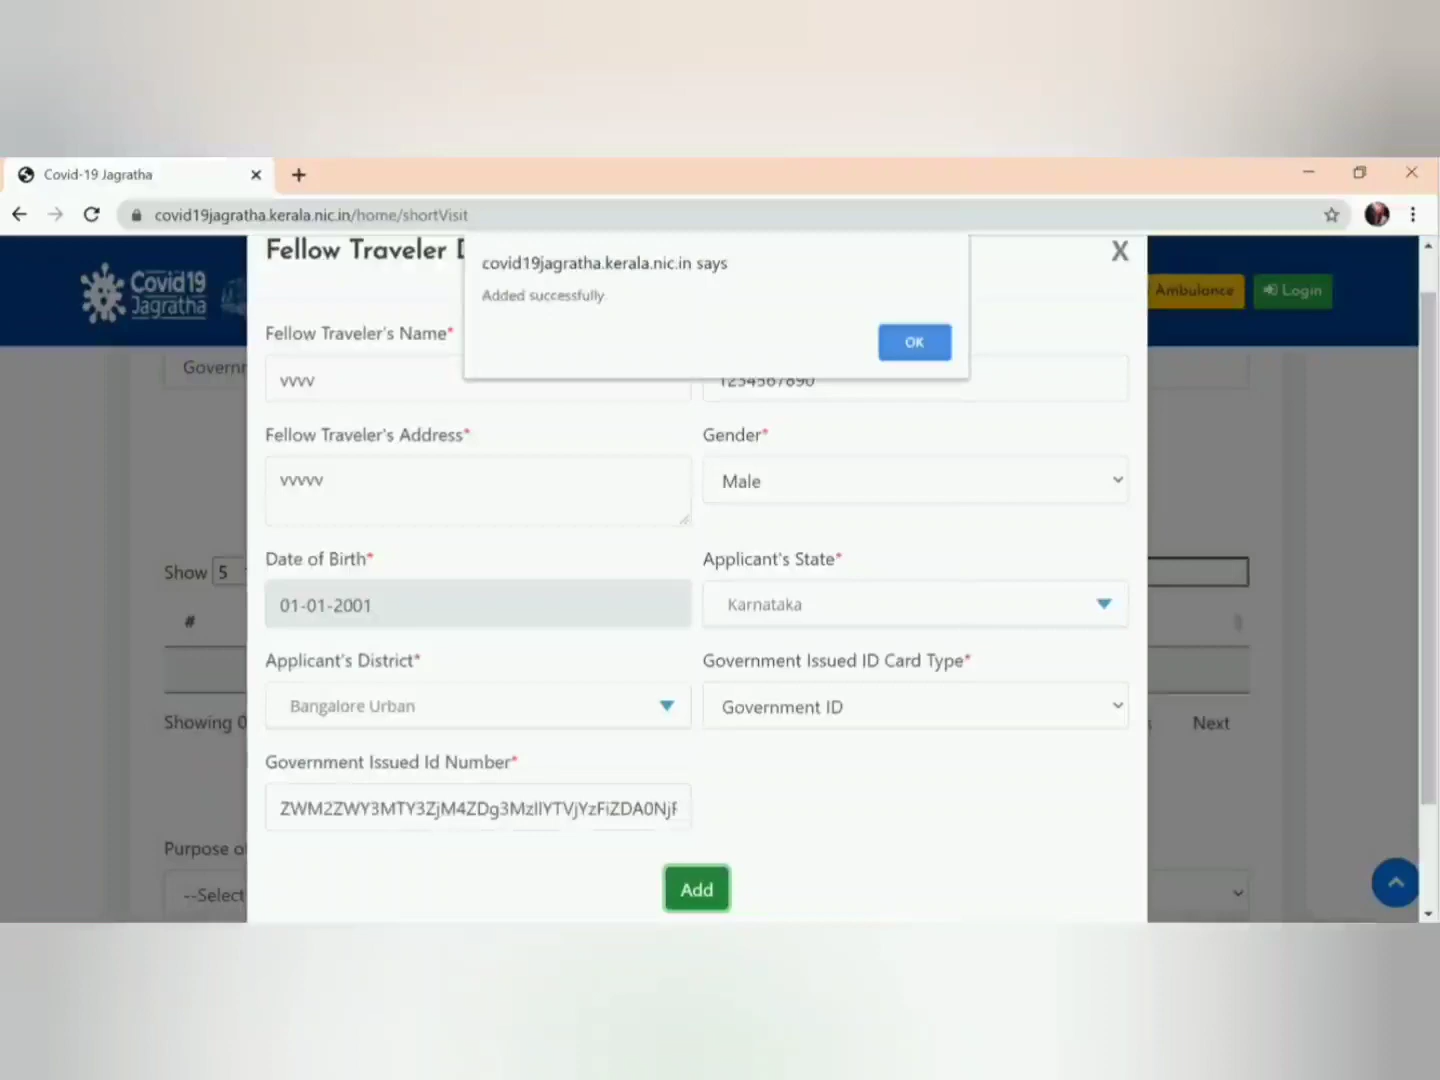 Covid-19 Jagratha
covid19jagratha.kerala.nic.in/home/shortVisit
Covid19
Jagratha
Ambulance
Login
Fellow Traveler
X
covid19jagratha.kerala.nic.in says
Added successfully
OK
Fellow Traveler's Name*
vvvv
1234567890
Fellow Traveler's Address*
Gender*
vvvvv
Male
Date of Birth*
Applicant's State*
01-01-2001
Karnataka
Applicant's District*
Government Issued ID Card Type*
Bangalore Urban
Government ID
Government Issued Id Number*
Add
Show 5
#
Showing 0
Next
Purpose of
--Select